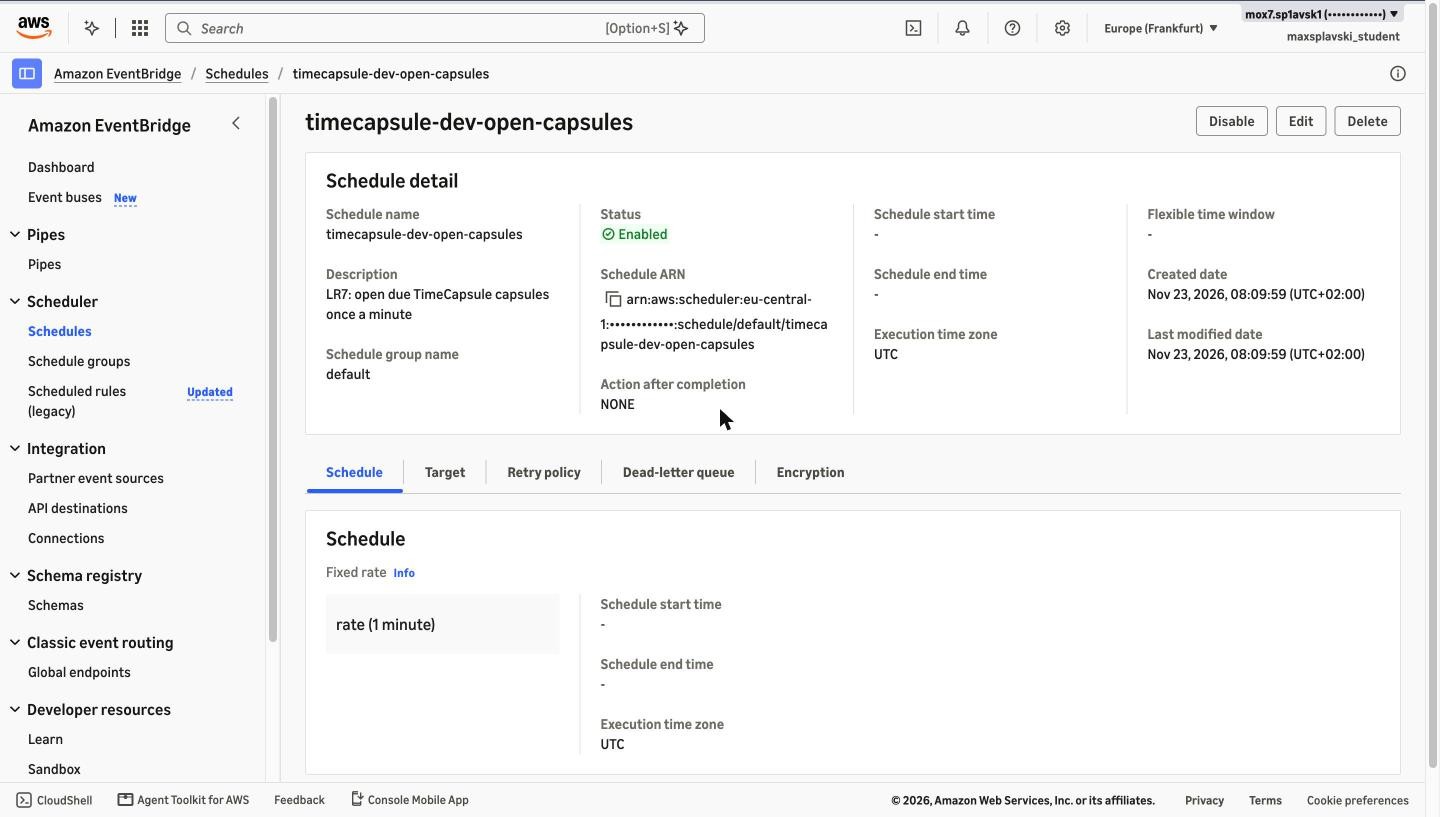 aws
Search
[Option+S]
Europe (Frankfurt)
mox7.sp1avsk1 (••••••••••••)
maxsplavski_student
Amazon EventBridge / Schedules / timecapsule-dev-open-capsules
Amazon EventBridge
Dashboard
Event buses New
Pipes
Pipes
Scheduler
Schedules
Schedule groups
Scheduled rules
(legacy)
Updated
Integration
Partner event sources
API destinations
Connections
Schema registry
Schemas
Classic event routing
Global endpoints
Developer resources
Learn
Sandbox
timecapsule-dev-open-capsules
Disable
Edit
Delete
Schedule detail
Schedule name
timecapsule-dev-open-capsules
Description
LR7: open due TimeCapsule capsules
once a minute
Schedule group name
default
Status
Enabled
Schedule ARN
arn:aws:scheduler:eu-central-
1:••••••••••••:schedule/default/timeca
psule-dev-open-capsules
Action after completion
NONE
Schedule start time
-
Schedule end time
-
Execution time zone
UTC
Flexible time window
-
Created date
Nov 23, 2026, 08:09:59 (UTC+02:00)
Last modified date
Nov 23, 2026, 08:09:59 (UTC+02:00)
Schedule
Target
Retry policy
Dead-letter queue
Encryption
Schedule
Fixed rate Info
rate (1 minute)
Schedule start time
-
Schedule end time
-
Execution time zone
UTC
CloudShell
Agent Toolkit for AWS
Feedback
Console Mobile App
© 2026, Amazon Web Services, Inc. or its affiliates.
Privacy
Terms
Cookie preferences